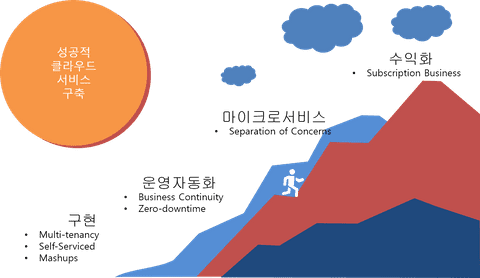 성공적
클라우드
서비스
구축
수익화
• Subscription Business
마이크로서비스
• Separation of Concerns
운영자동화
• Business Continuity
• Zero-downtime
구현
• Multi-tenancy
• Self-Serviced
• Mashups